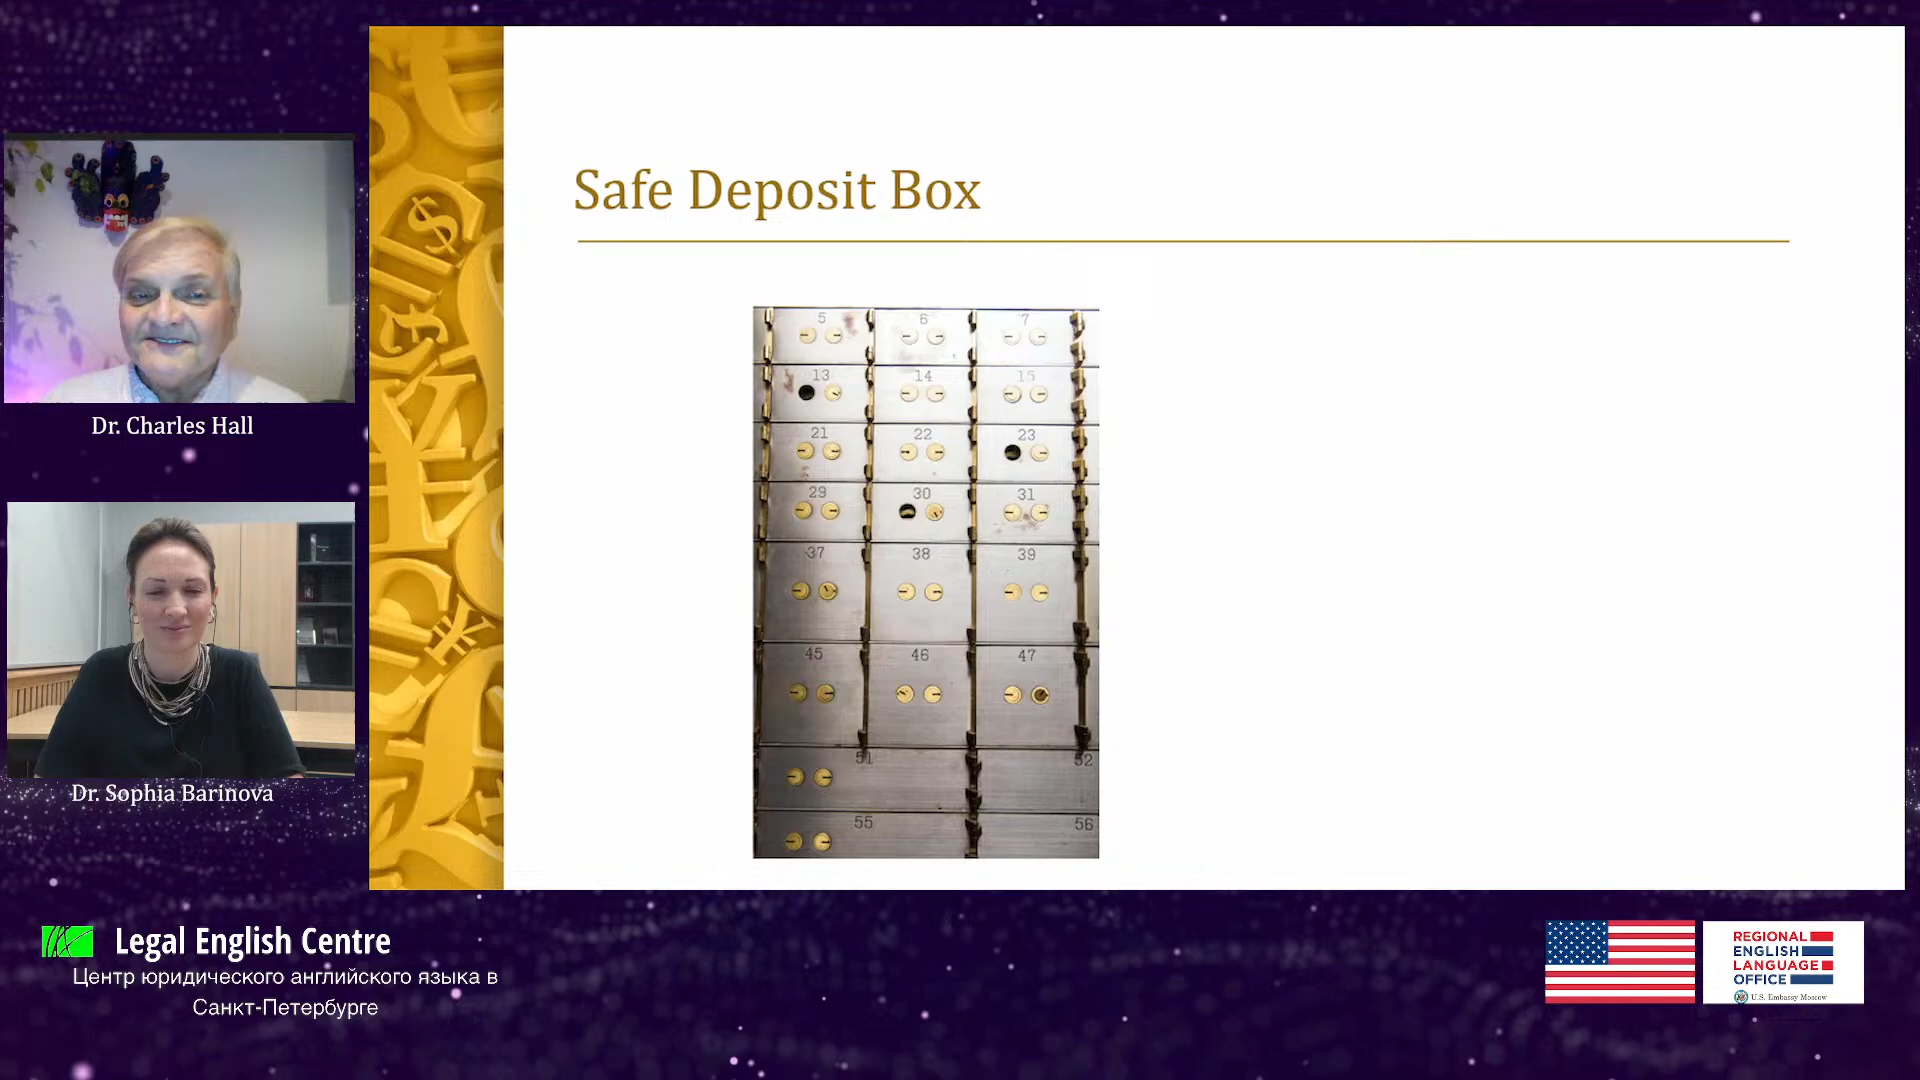 Safe Deposit Box
5 6 7
13 14 15
21 22 23
29 30 31
37 38 39
45 46 47
51 52
55 56
Dr. Charles Hall
Dr. Sophia Barinova
Legal English Centre
Центр юридического английского языка в
Санкт-Петербурге
REGIONAL
ENGLISH
LANGUAGE
OFFICE
U.S. Embassy Moscow